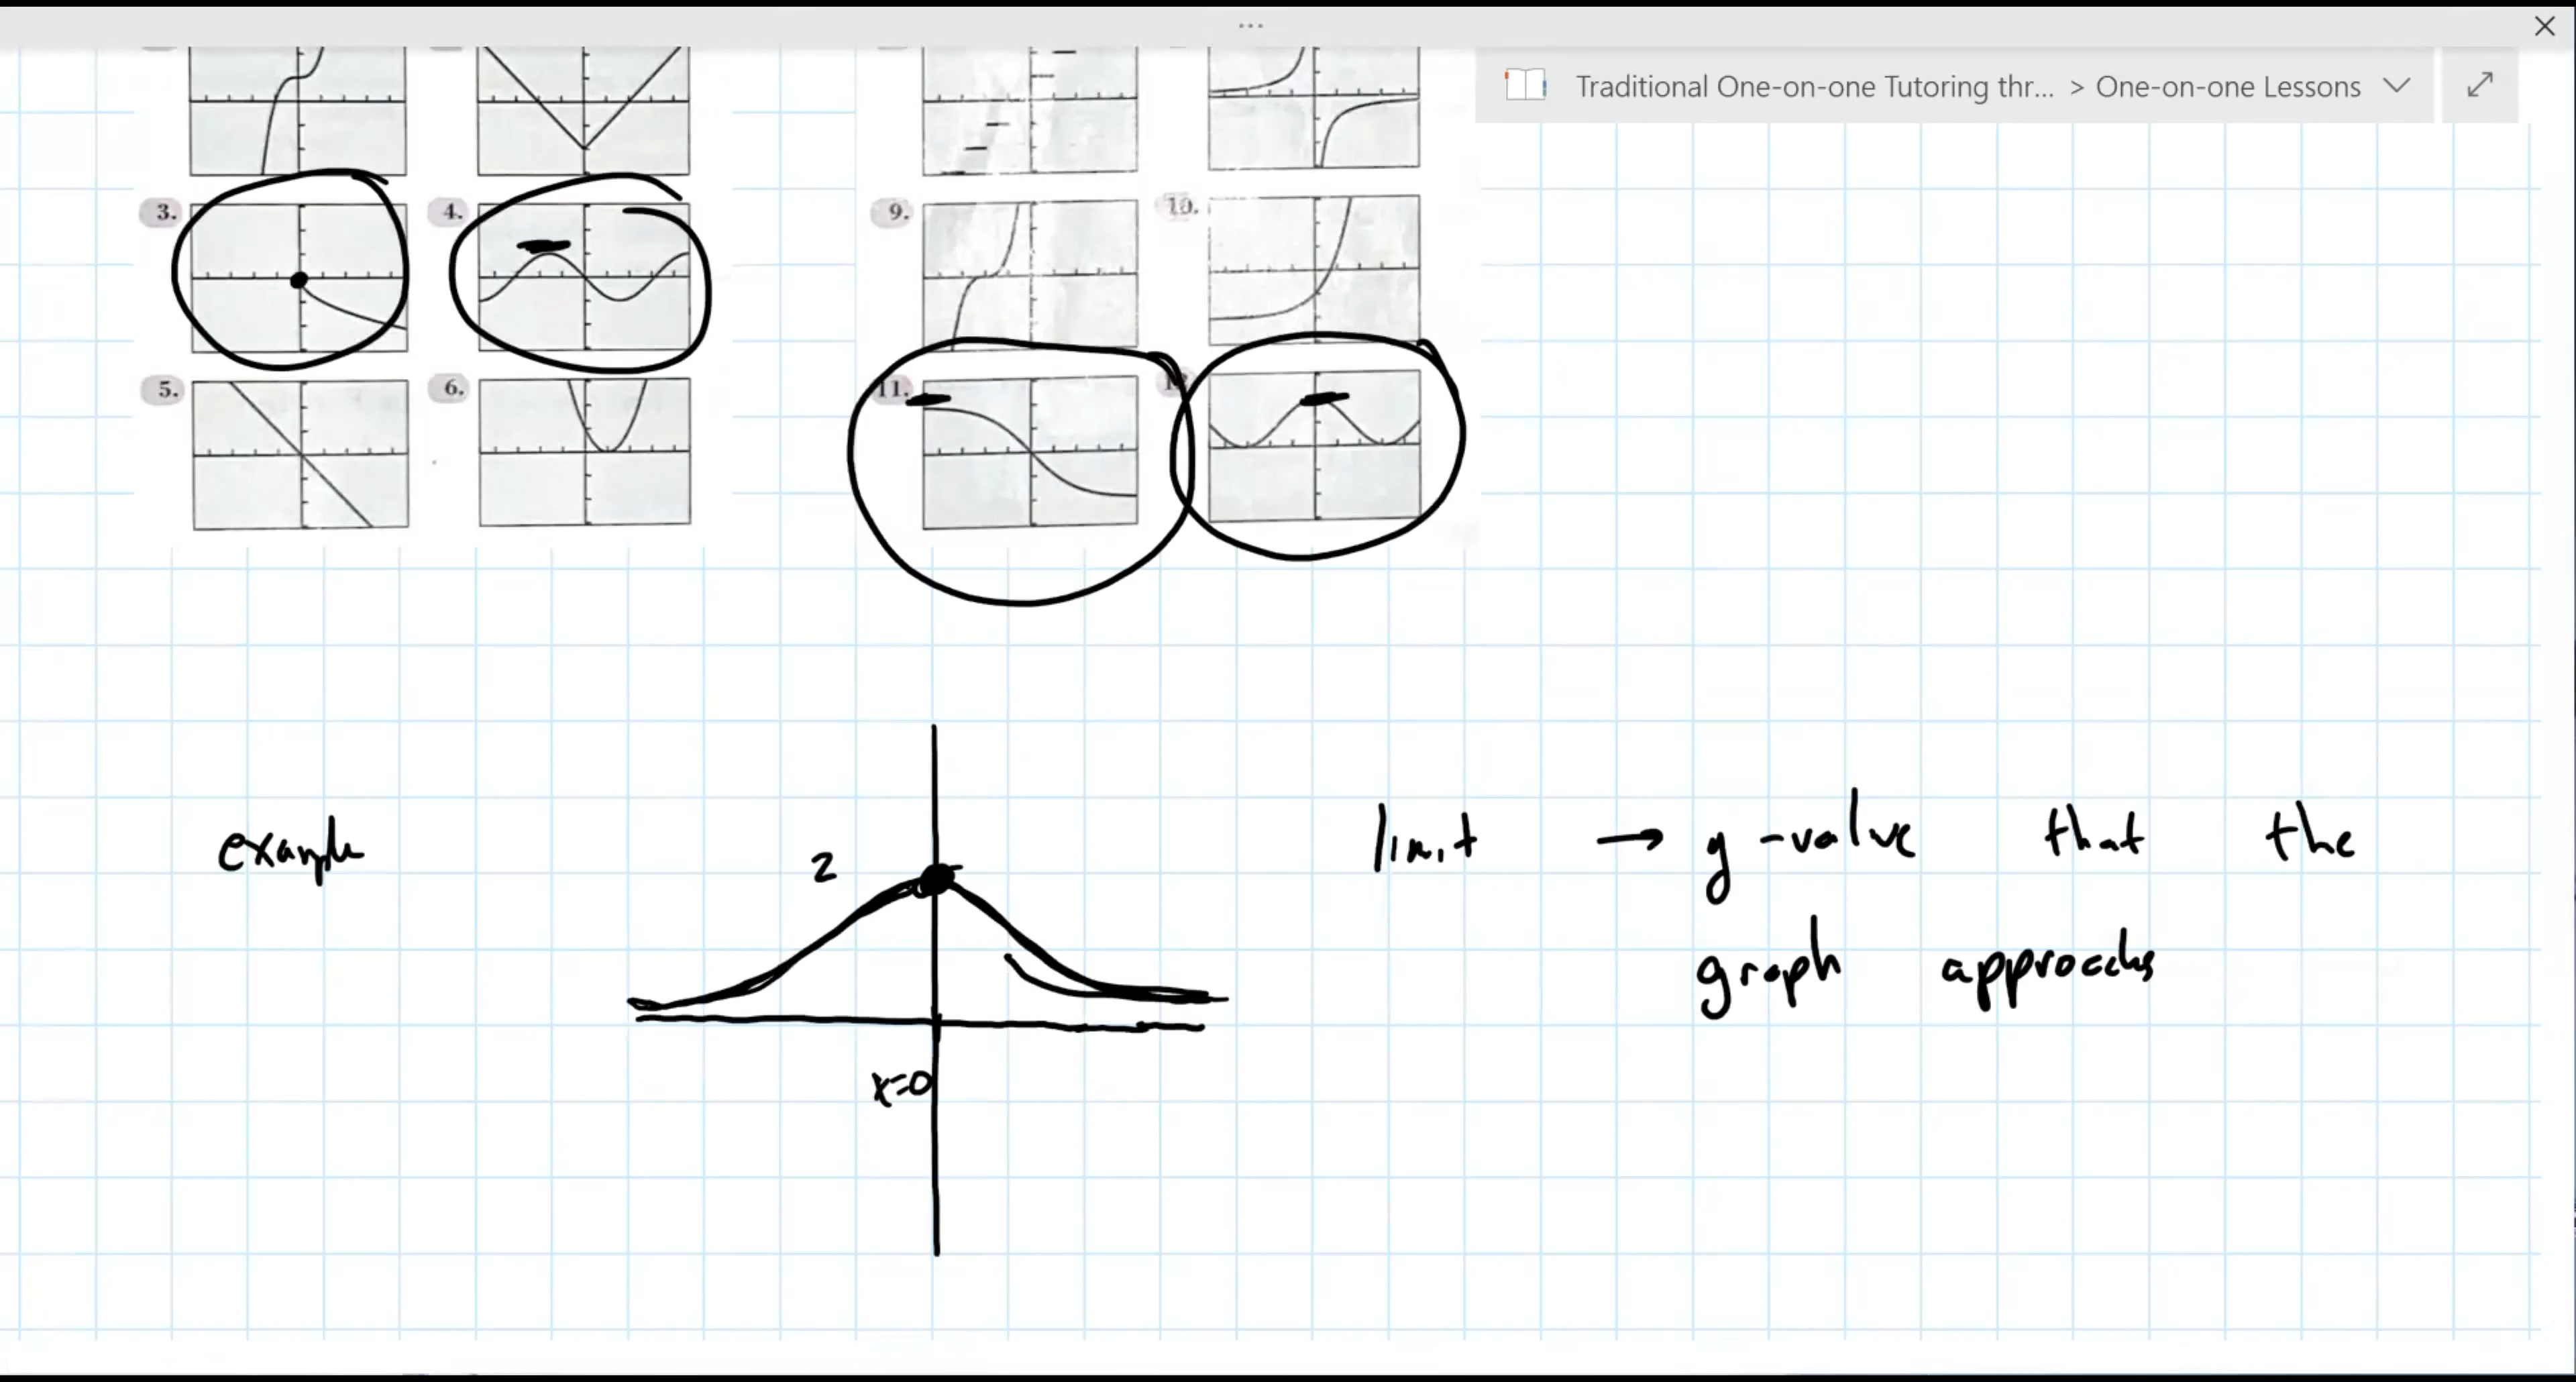 Traditional One-on-one Tutoring thr... > One-on-one Lessons
3.
4.
9.
10.
5.
6.
11.
example
2
limit → y-value that the
graph approachs
x=0